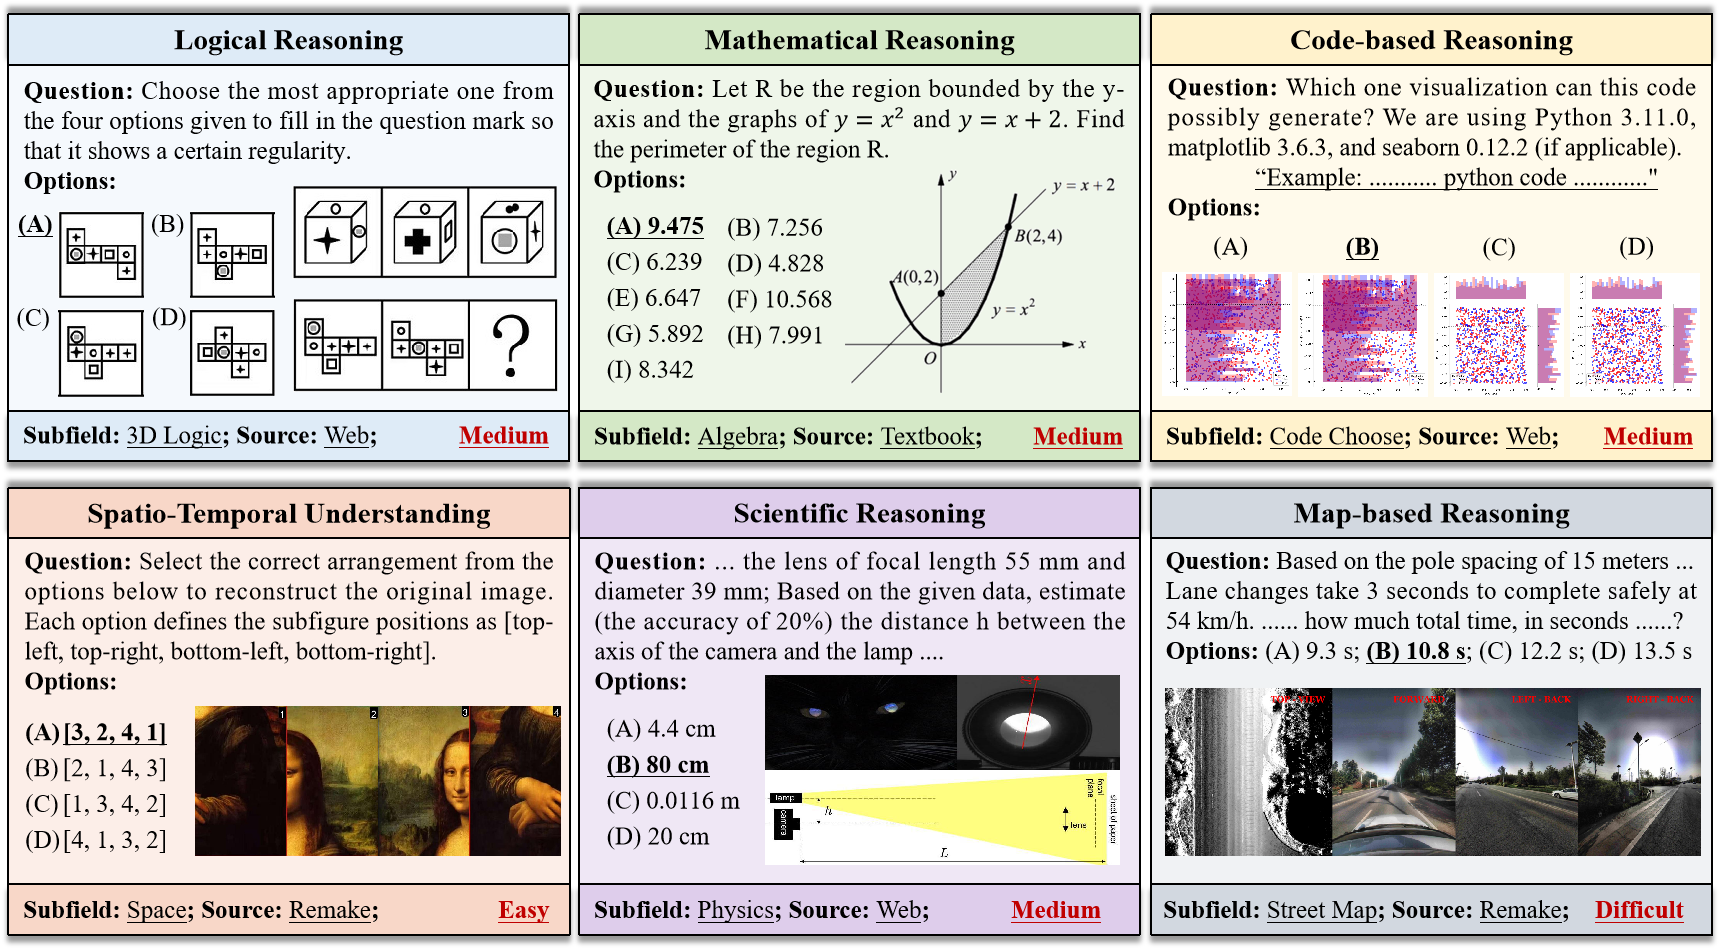 Logical Reasoning
Question: Choose the most appropriate one from
the four options given to fill in the question mark so
that it shows a certain regularity.
Options:
(A)
(B)
(C)
(D)
?
Subfield: 3D Logic; Source: Web;
Medium
Mathematical Reasoning
Question: Let R be the region bounded by the y-
axis and the graphs of y = x² and y = x + 2. Find
the perimeter of the region R.
Options:
(A) 9.475 (B) 7.256
(C) 6.239 (D) 4.828
(E) 6.647 (F) 10.568
(G) 5.892 (H) 7.991
(I) 8.342
y
y = x + 2
B(2,4)
A(0,2)
y = x²
O
x
Subfield: Algebra; Source: Textbook;
Medium
Code-based Reasoning
Question: Which one visualization can this code
possibly generate? We are using Python 3.11.0,
matplotlib 3.6.3, and seaborn 0.12.2 (if applicable).
“Example: ........... python code ............"
Options:
(A) (B) (C) (D)
Subfield: Code Choose; Source: Web;
Medium
Spatio-Temporal Understanding
Question: Select the correct arrangement from the
options below to reconstruct the original image.
Each option defines the subfigure positions as [top-
left, top-right, bottom-left, bottom-right].
Options:
(A) [3, 2, 4, 1]
(B) [2, 1, 4, 3]
(C) [1, 3, 4, 2]
(D) [4, 1, 3, 2]
1 2 3 4
Subfield: Space; Source: Remake;
Easy
Scientific Reasoning
Question: ... the lens of focal length 55 mm and
diameter 39 mm; Based on the given data, estimate
(the accuracy of 20%) the distance h between the
axis of the camera and the lamp ....
Options:
(A) 4.4 cm
(B) 80 cm
(C) 0.0116 m
(D) 20 cm
lamp
camera
h
L
lens
focal
plane
sheet of paper
Subfield: Physics; Source: Web;
Medium
Map-based Reasoning
Question: Based on the pole spacing of 15 meters ...
Lane changes take 3 seconds to complete safely at
54 km/h. ...... how much total time, in seconds ......?
Options: (A) 9.3 s; (B) 10.8 s; (C) 12.2 s; (D) 13.5 s
TOP - VIEW
FORWARD
LEFT - BACK
RIGHT - BACK
Subfield: Street Map; Source: Remake;
Difficult